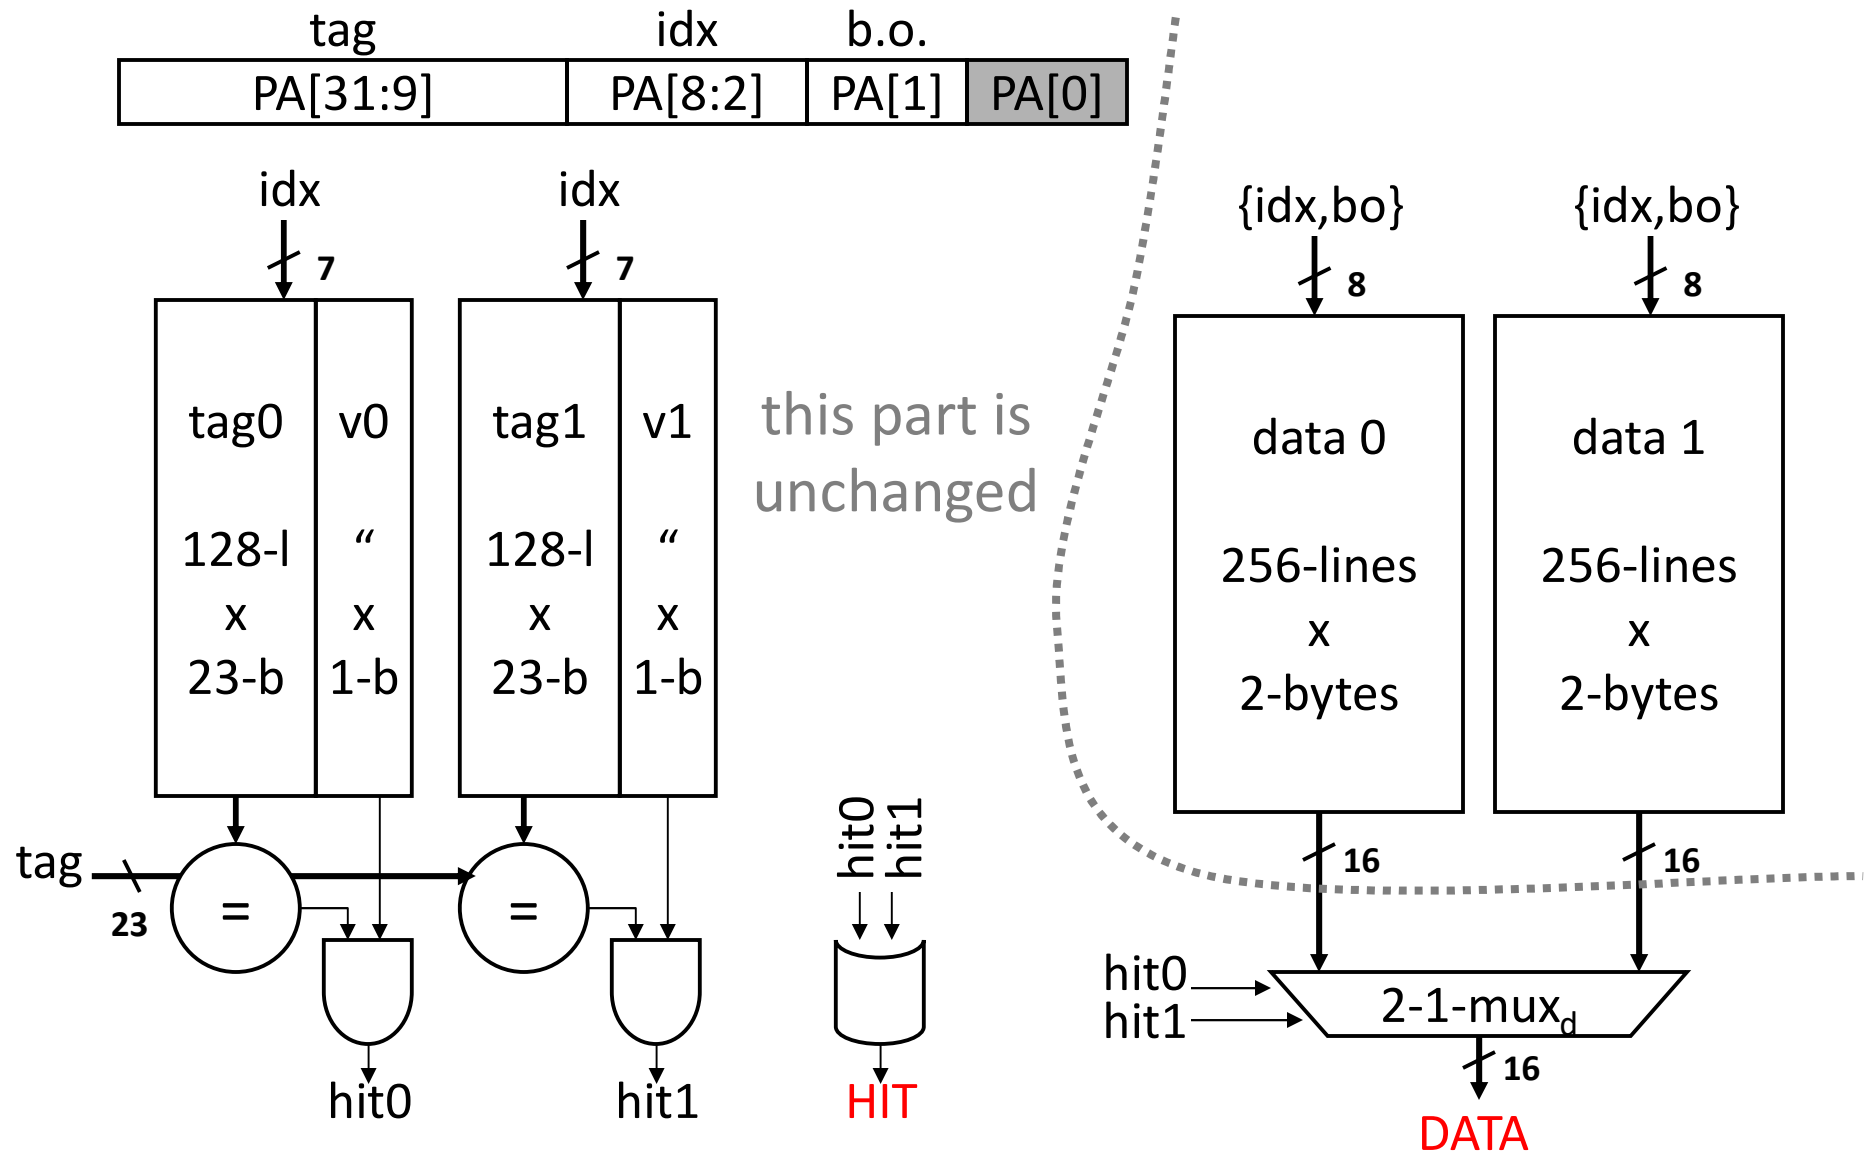 tag idx b.o.
PA[31:9] PA[8:2] PA[1] PA[0]
idx idx
7 7
tag0 v0 tag1 v1
128-l “ 128-l “
x x x x
23-b 1-b 23-b 1-b
this part is
unchanged
{idx,bo} {idx,bo}
8 8
data 0 data 1
256-lines 256-lines
x x
2-bytes 2-bytes
16 16
tag
23
= =
hit0
hit1
hit0 hit1 HIT
hit0
hit1
2-1-muxd
16
DATA